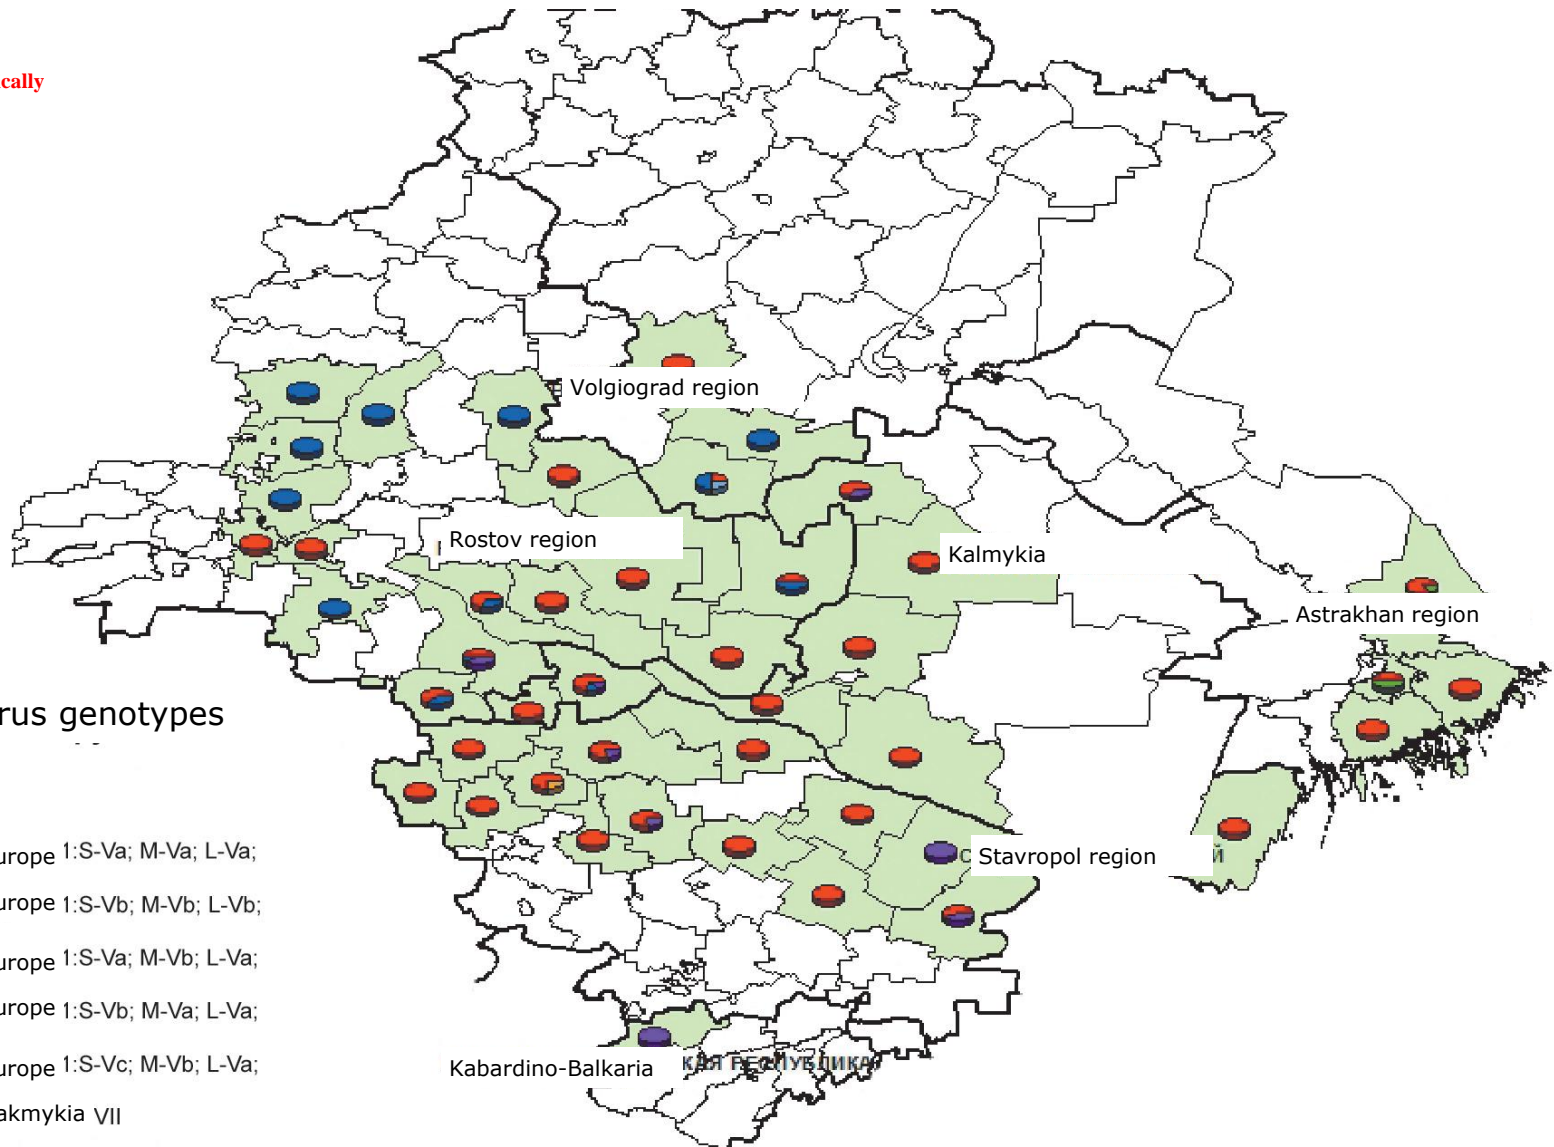 cally
Volgiograd region
Rostov region
Kalmykia
Astrakhan region
rus genotypes
urope 1:S-Va; M-Va; L-Va;
Stavropol region
Й
urope 1:S-Vb; M-Vb; L-Vb;
urope 1:S-Va; M-Vb; L-Va;
urope 1:S-Vb; M-Va; L-Va;
urope 1:S-Vc; M-Vb; L-Va;
Kabardino-Balkaria КАЯ РЕСПУБЛИКА
akmykia VII